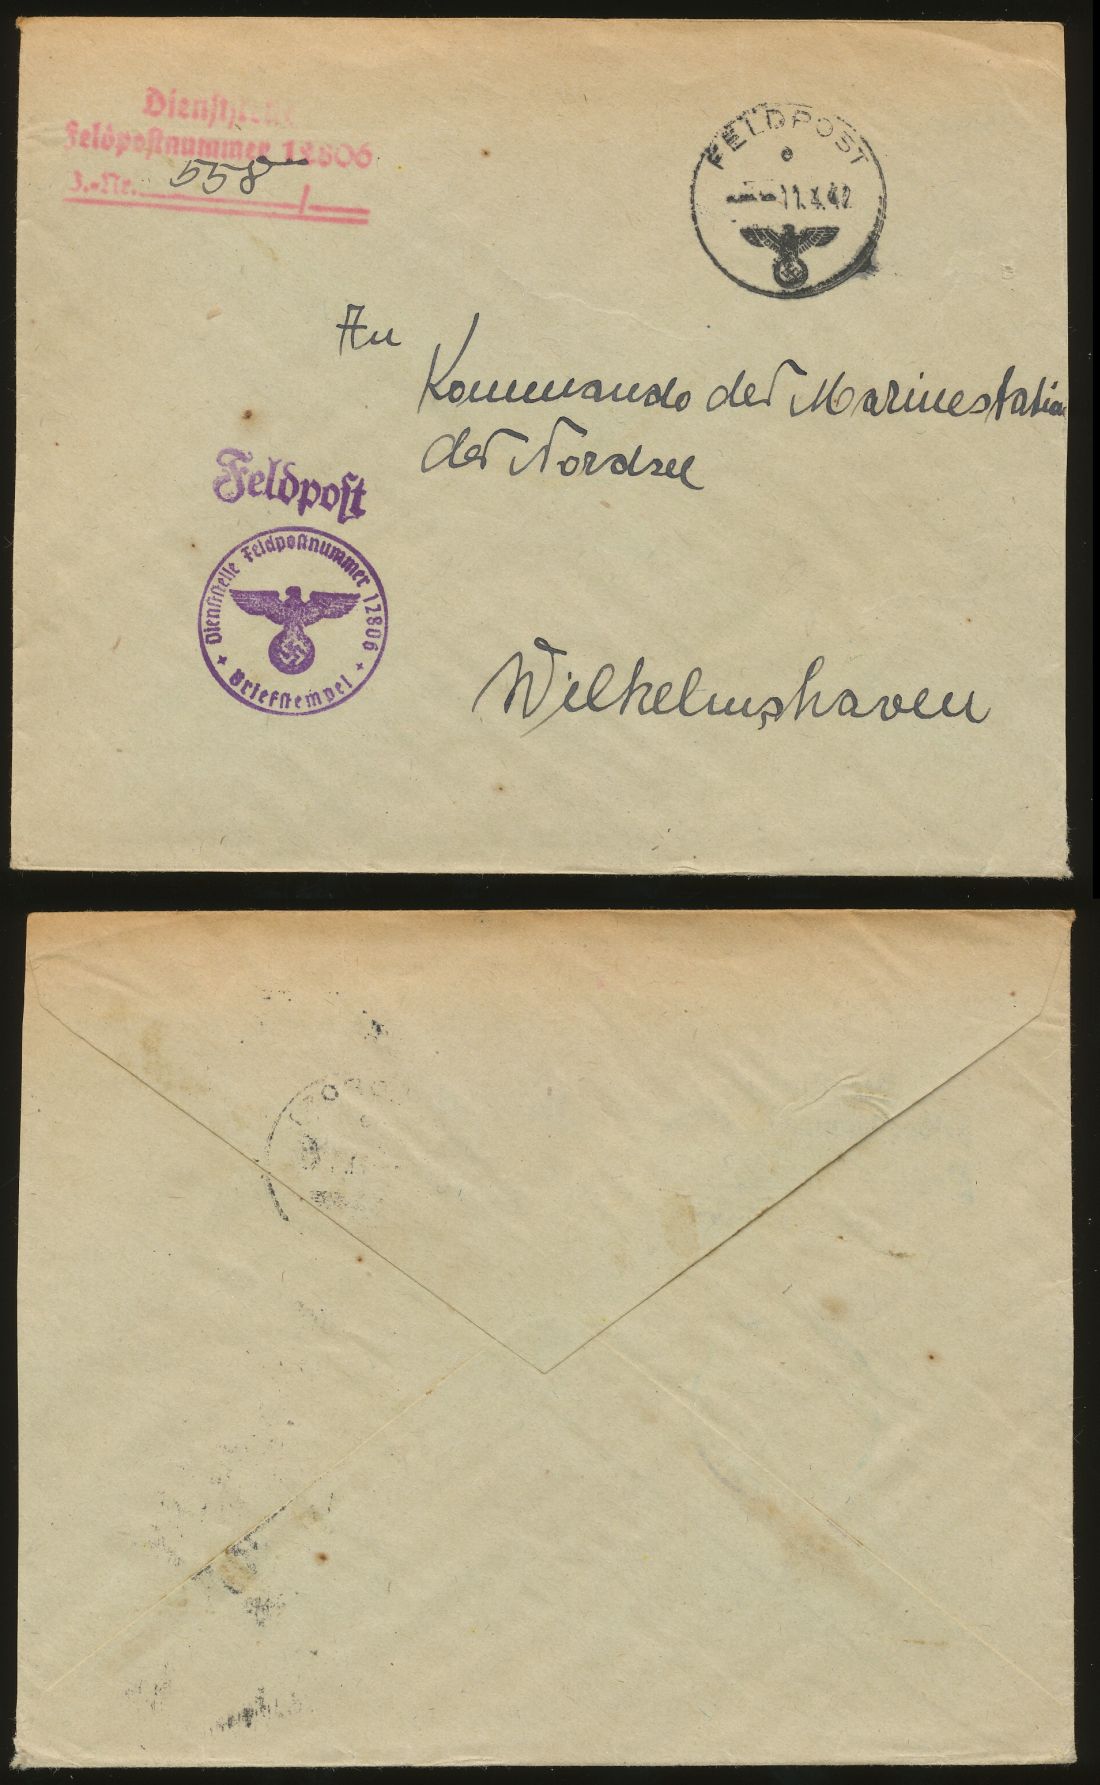 Dienststelle
Feldpostnummer 12806
J.-Nr. 558 /
FELDPOST
e
11.X.42
An
Kommando der Marinestation
der Nordsee
Feldpost
Dienststelle Feldpostnummer 12806
+ Briefstempel +
Wilhelmshaven